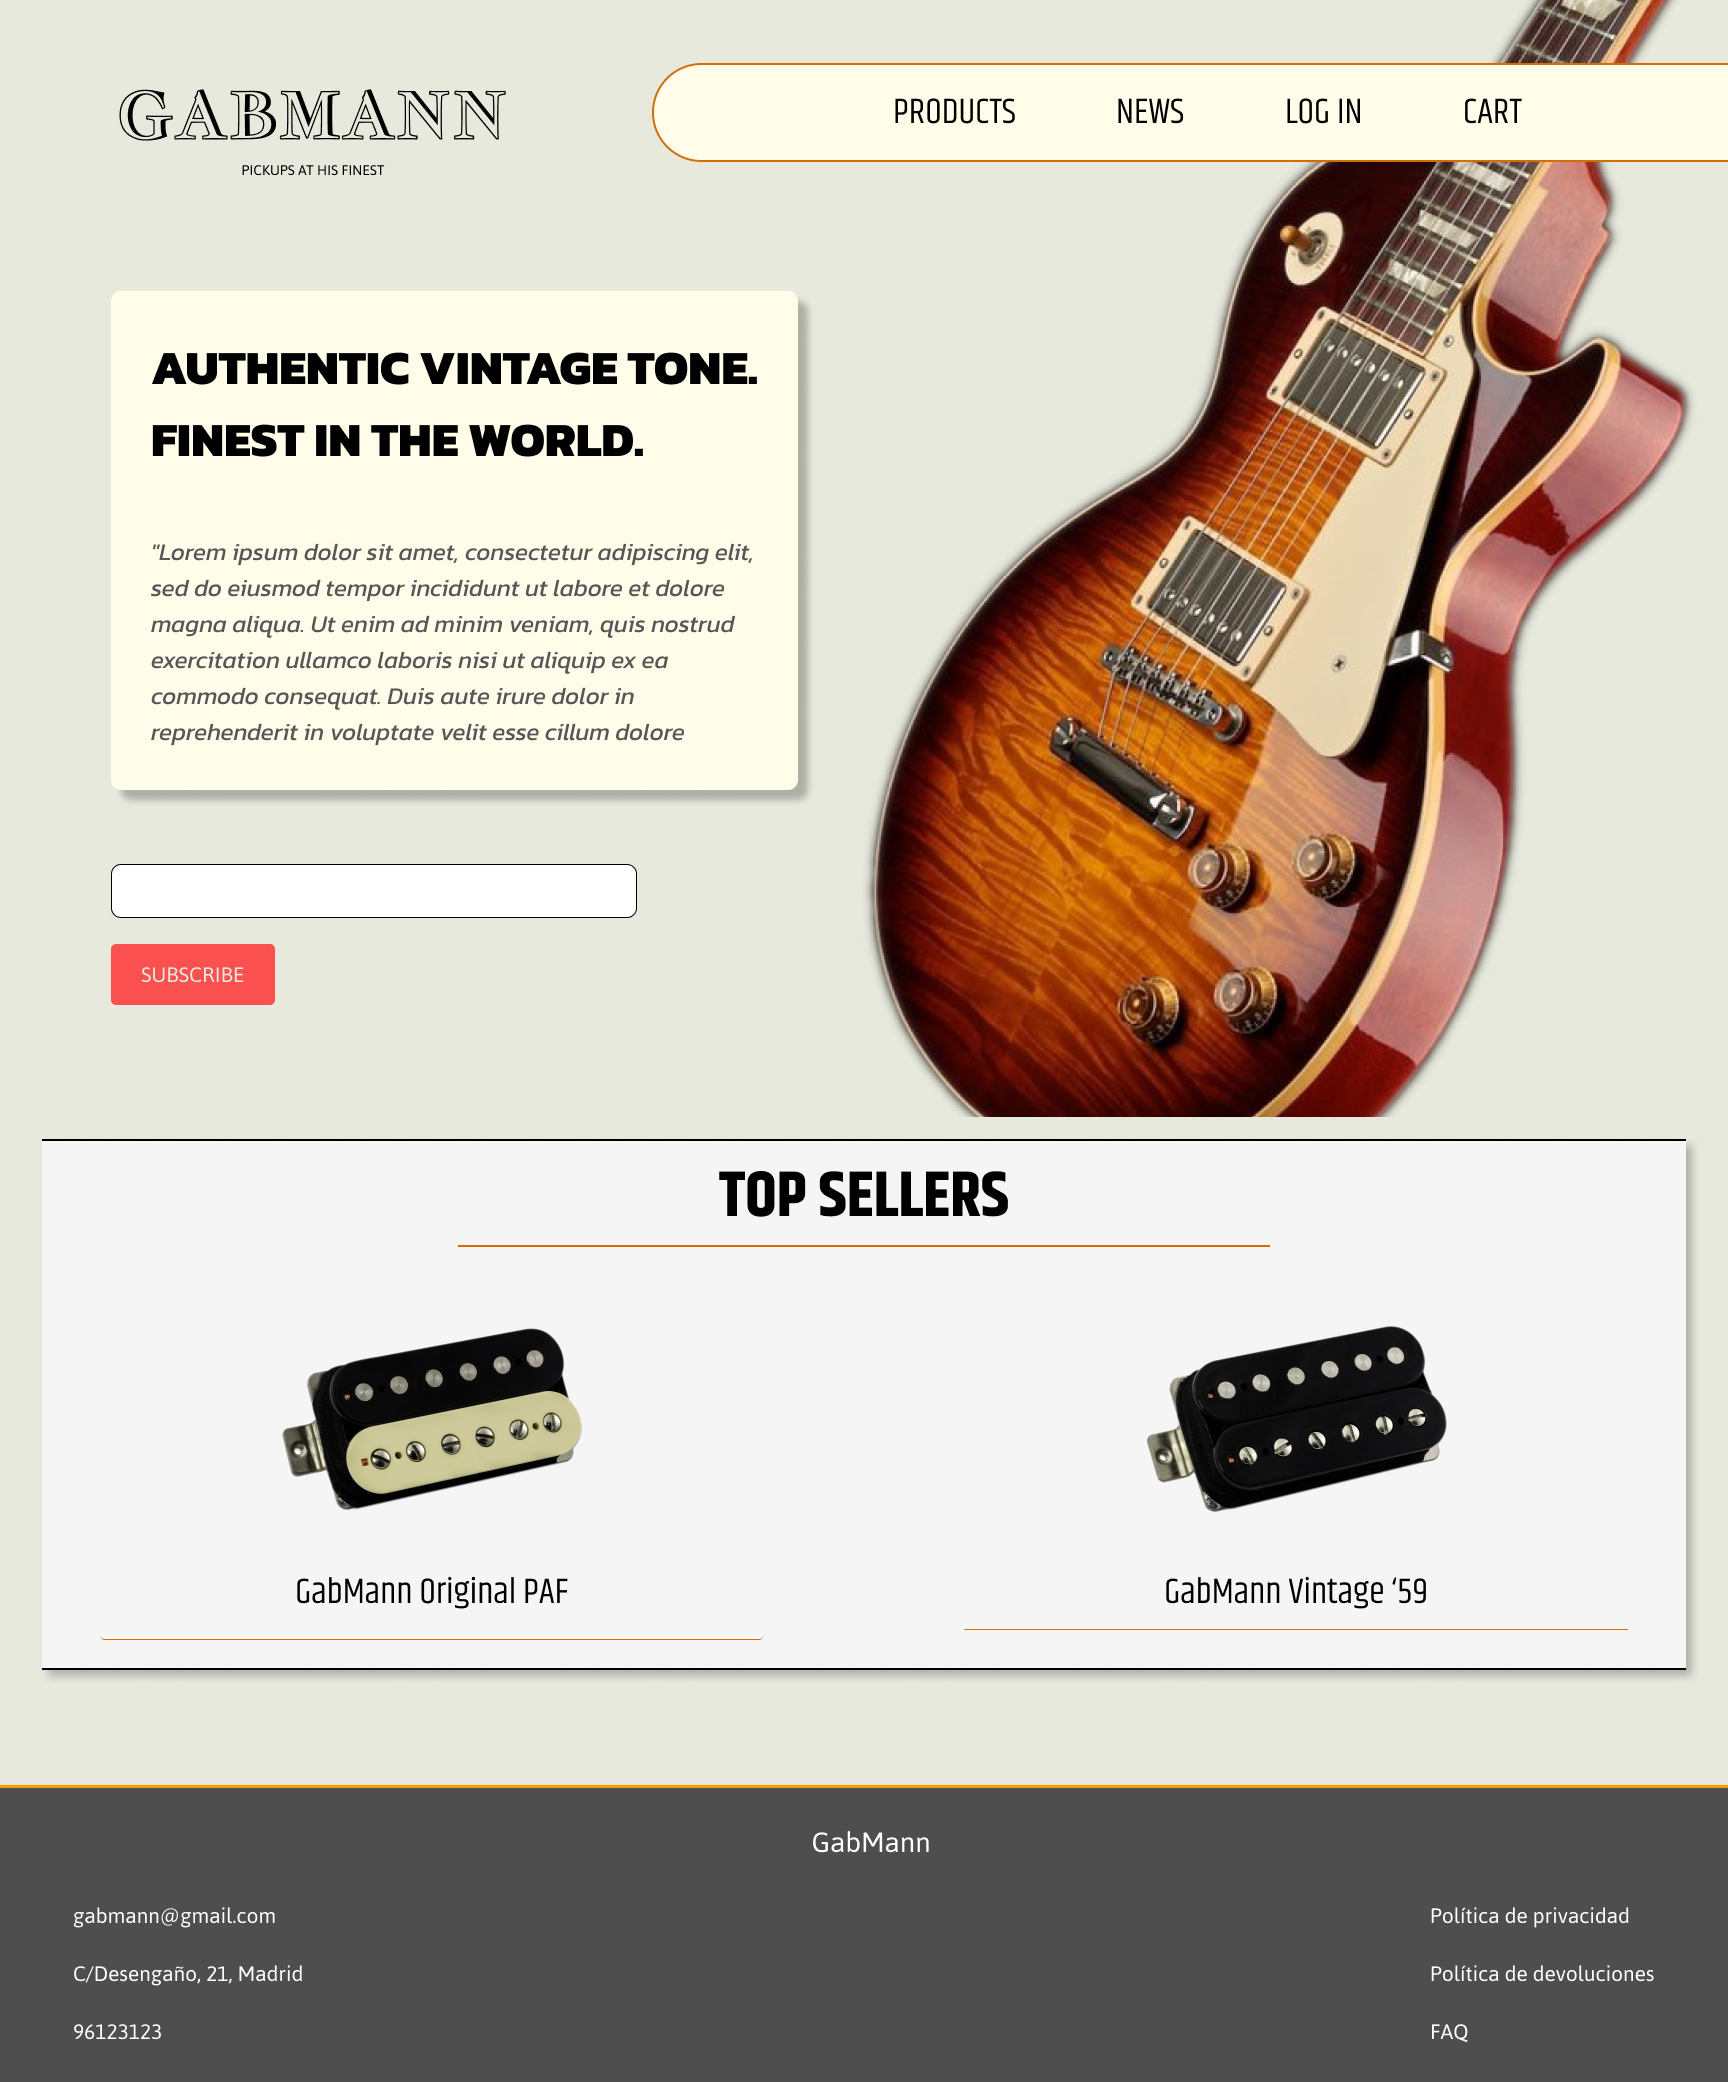 GABMANN
PICKUPS AT HIS FINEST
PRODUCTS NEWS LOG IN CART
AUTHENTIC VINTAGE TONE.
FINEST IN THE WORLD.
"Lorem ipsum dolor sit amet, consectetur adipiscing elit,
sed do eiusmod tempor incididunt ut labore et dolore
magna aliqua. Ut enim ad minim veniam, quis nostrud
exercitation ullamco laboris nisi ut aliquip ex ea
commodo consequat. Duis aute irure dolor in
reprehenderit in voluptate velit esse cillum dolore
SUBSCRIBE
TOP SELLERS
GabMann Original PAF
GabMann Vintage ‘59
GabMann
gabmann@gmail.com
C/Desengaño, 21, Madrid
96123123
Política de privacidad
Política de devoluciones
FAQ